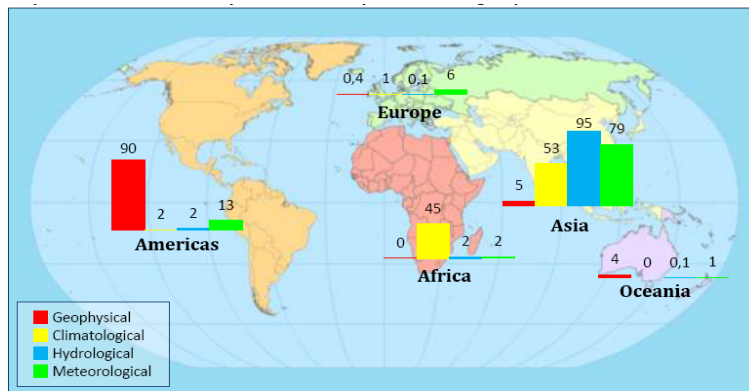 0,4 1 0,1 6
Europe
90
2 2 13
Americas
5 53 95 79
Asia
0 45 2 2
Africa
4 0 0,1 1
Oceania
Geophysical
Climatological
Hydrological
Meteorological